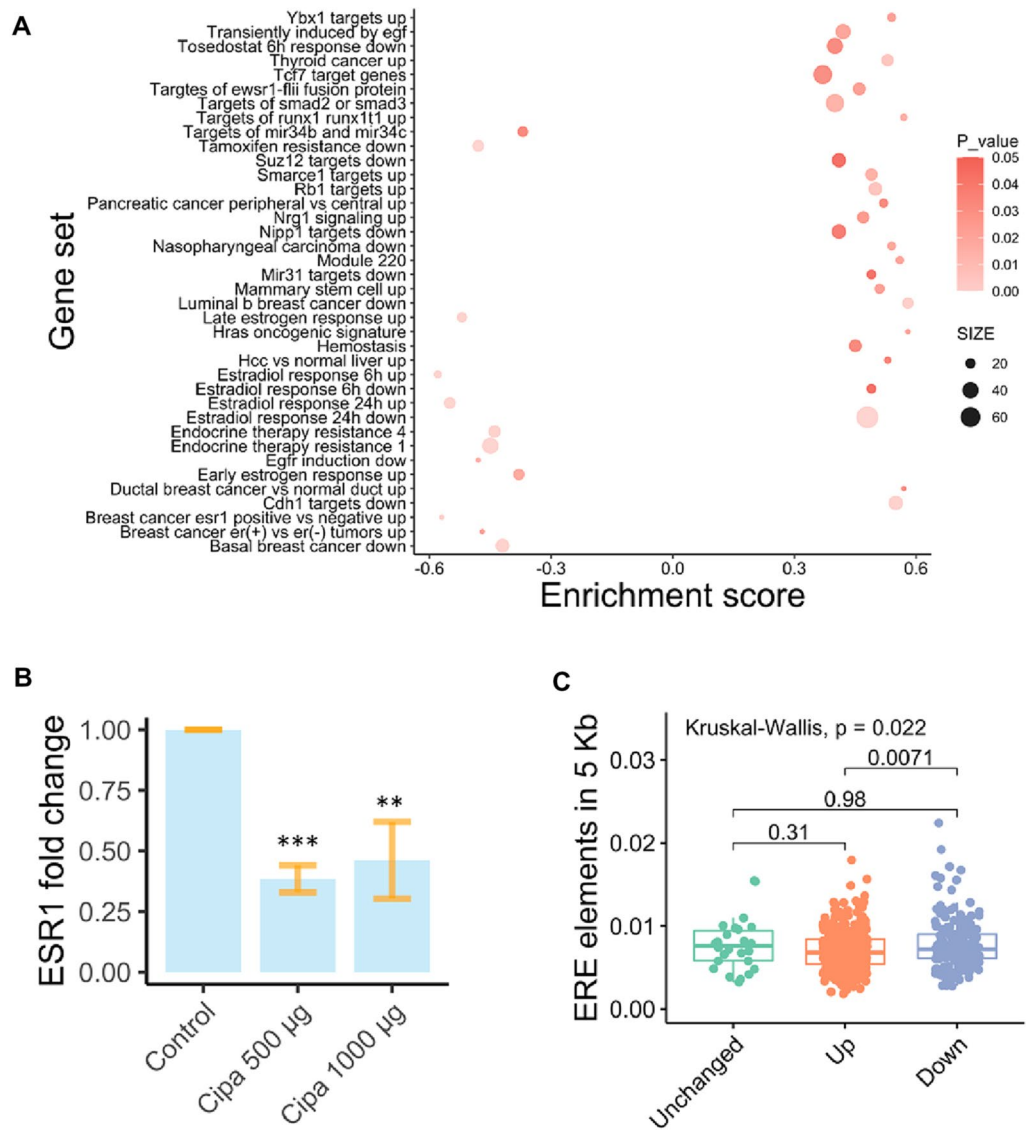 A
Gene set
Ybx1 targets up
Transiently induced by egf
Tosedostat 6h response down
Thyroid cancer up
Tcf7 target genes
Targtes of ewsr1-flii fusion protein
Targets of smad2 or smad3
Targets of runx1 runx1t1 up
Targets of mir34b and mir34c
Tamoxifen resistance down
Suz12 targets down
Smarce1 targets up
Rb1 targets up
Pancreatic cancer peripheral vs central up
Nrg1 signaling up
Nipp1 targets down
Nasopharyngeal carcinoma down
Module 220
Mir31 targets down
Mammary stem cell up
Luminal b breast cancer down
Late estrogen response up
Hras oncogenic signature
Hemostasis
Hcc vs normal liver up
Estradiol response 6h up
Estradiol response 6h down
Estradiol response 24h up
Estradiol response 24h down
Endocrine therapy resistance 4
Endocrine therapy resistance 1
Egfr induction dow
Early estrogen response up
Ductal breast cancer vs normal duct up
Cdh1 targets down
Breast cancer esr1 positive vs negative up
Breast cancer er(+) vs er(-) tumors up
Basal breast cancer down
-0.6 -0.3 0.0 0.3 0.6
Enrichment score
P_value
0.05
0.04
0.03
0.02
0.01
0.00
SIZE
20
40
60
B
ESR1 fold change
1.00
0.75
0.50
0.25
0.00
***
**
Control
Cipa 500 µg
Cipa 1000 µg
C
ERE elements in 5 Kb
Kruskal-Wallis, p = 0.022
0.03
0.02
0.01
0.00
0.0071
0.98
0.31
Unchanged
Up
Down